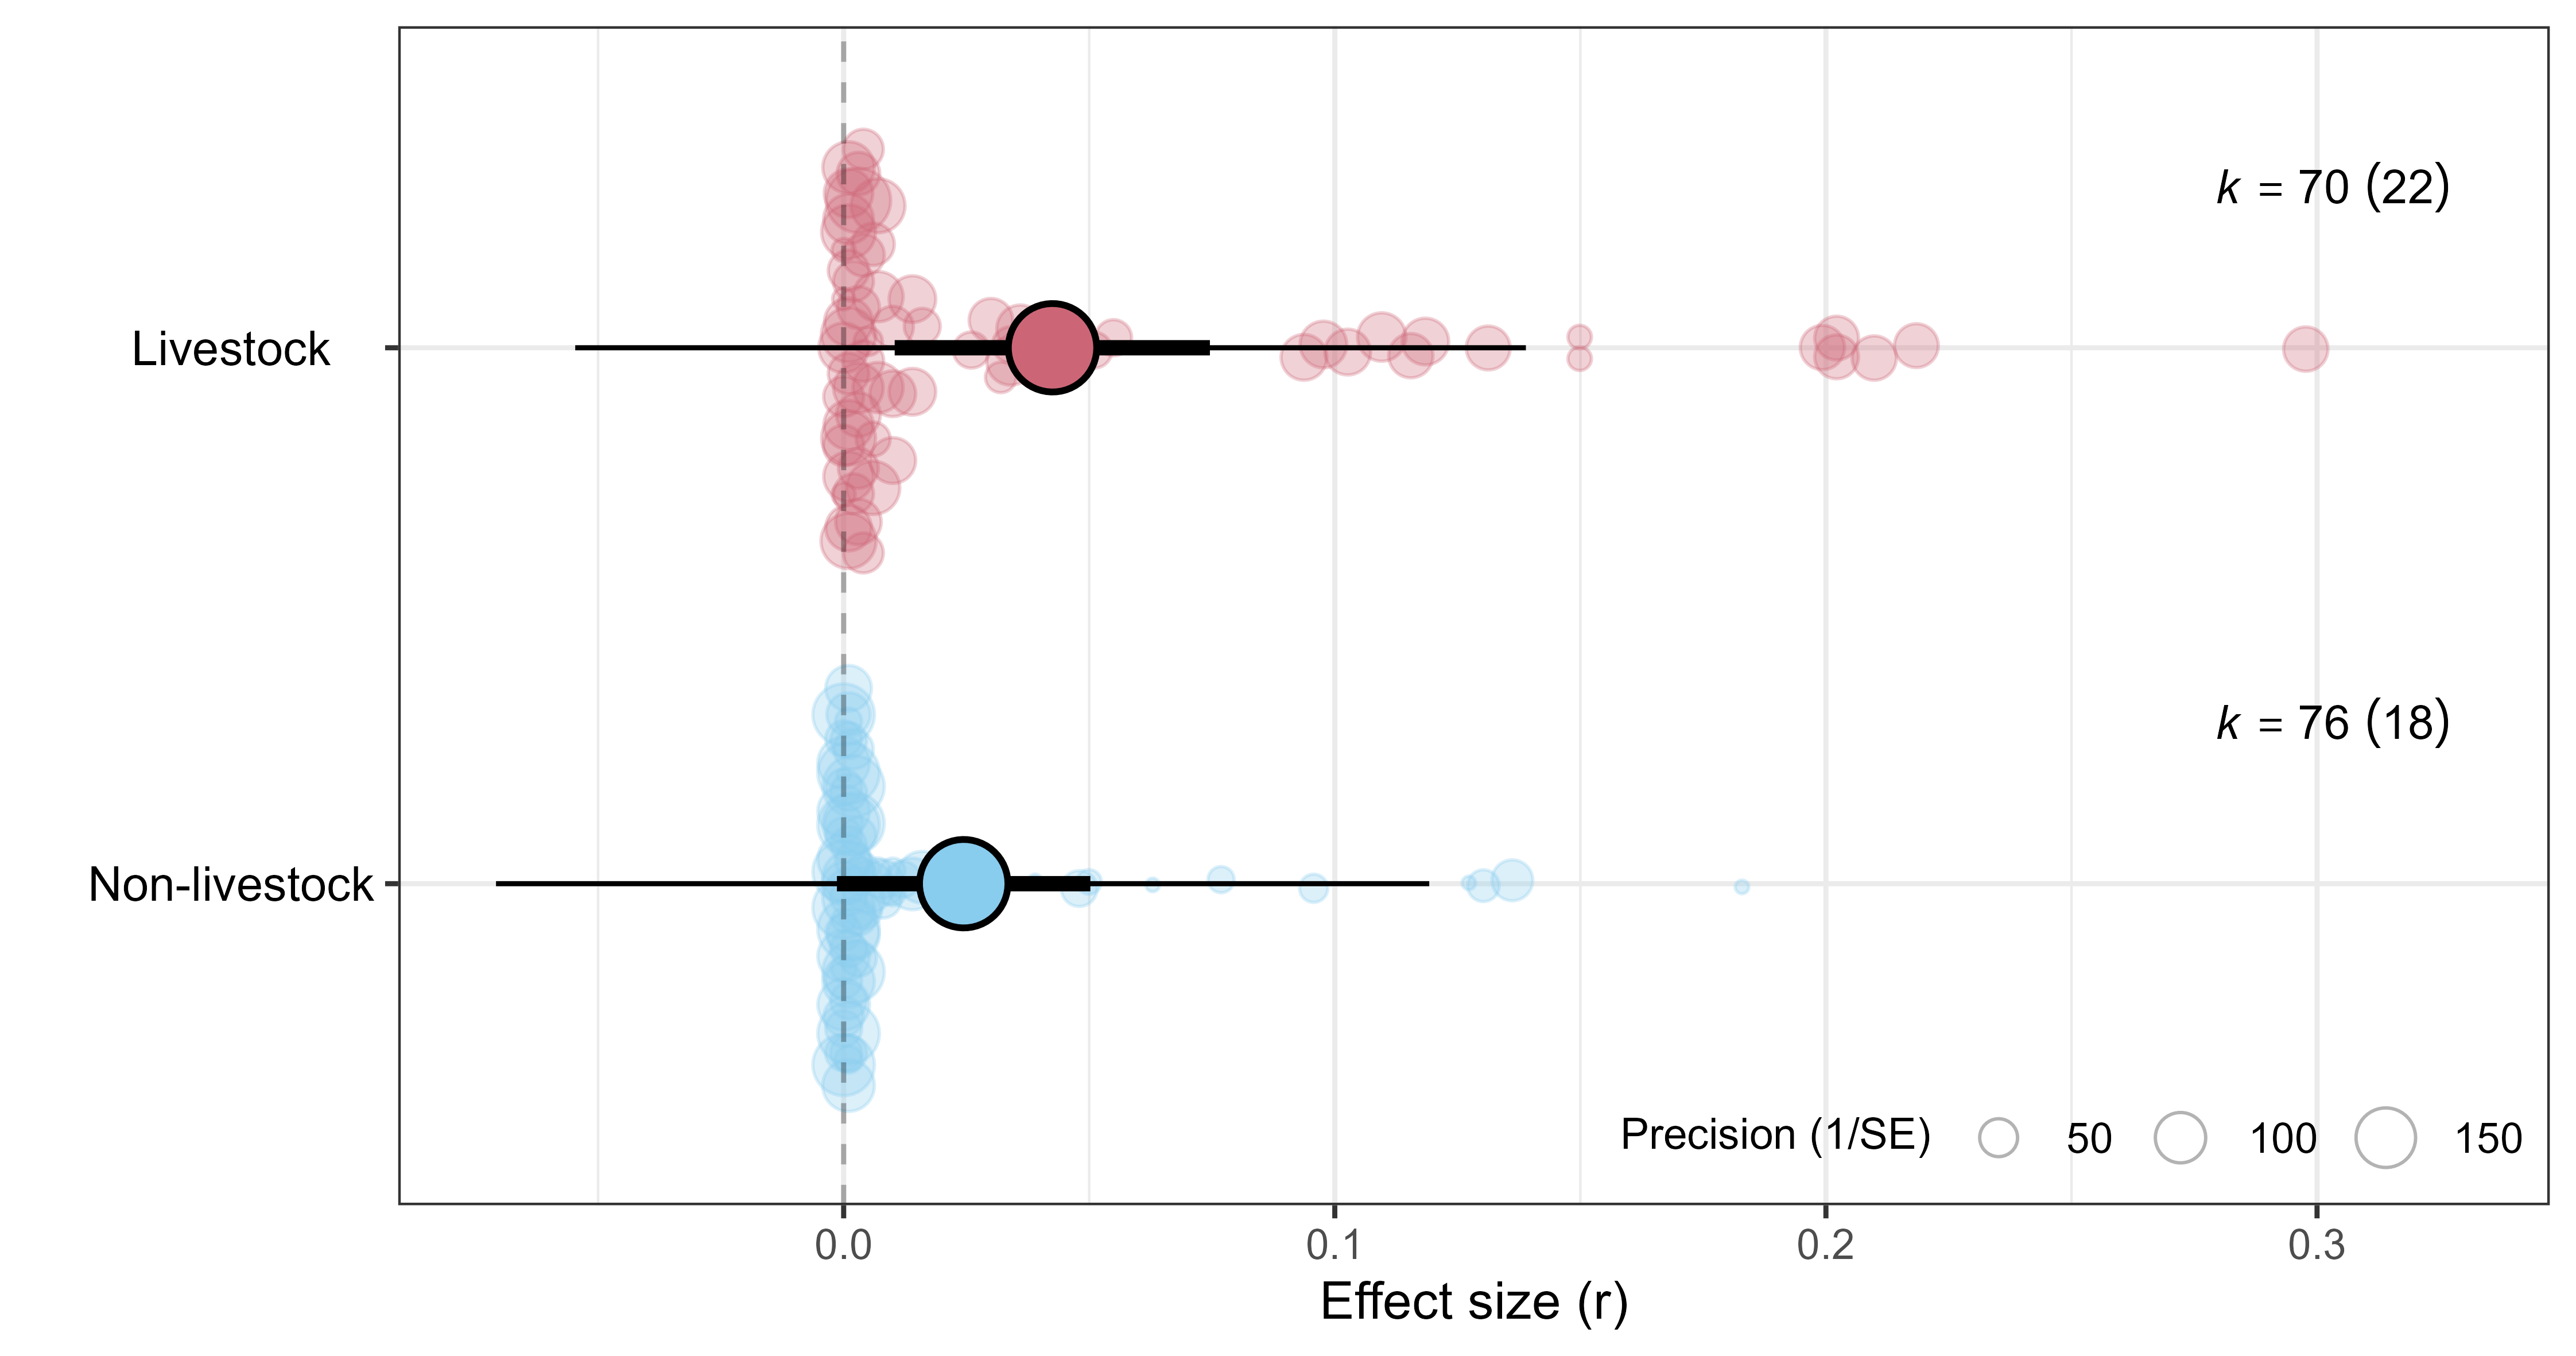 k = 70 (22)
Livestock
k = 76 (18)
Non-livestock
Precision (1/SE) 50 100 150
0.0 0.1 0.2 0.3
Effect size (r)